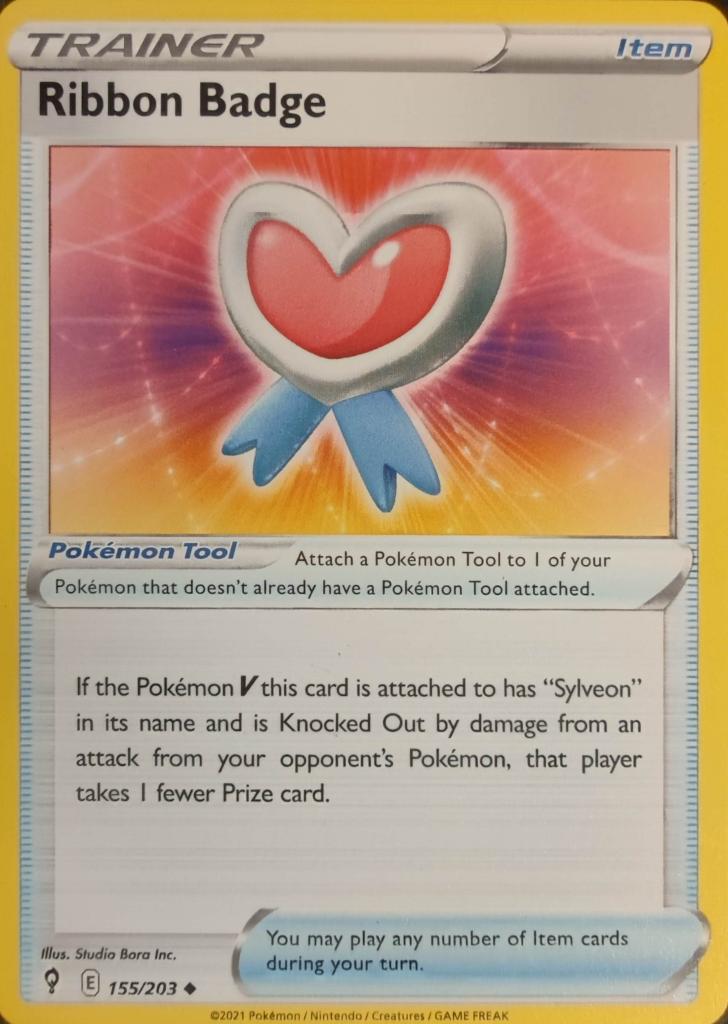 TRAINER Item
Ribbon Badge
Pokémon Tool Attach a Pokémon Tool to 1 of your
Pokémon that doesn't already have a Pokémon Tool attached.
If the Pokémon V this card is attached to has “Sylveon”
in its name and is Knocked Out by damage from an
attack from your opponent's Pokémon, that player
takes 1 fewer Prize card.
You may play any number of Item cards
during your turn.
Illus. Studio Bora Inc.
E 155/203
©2021 Pokémon / Nintendo / Creatures / GAME FREAK